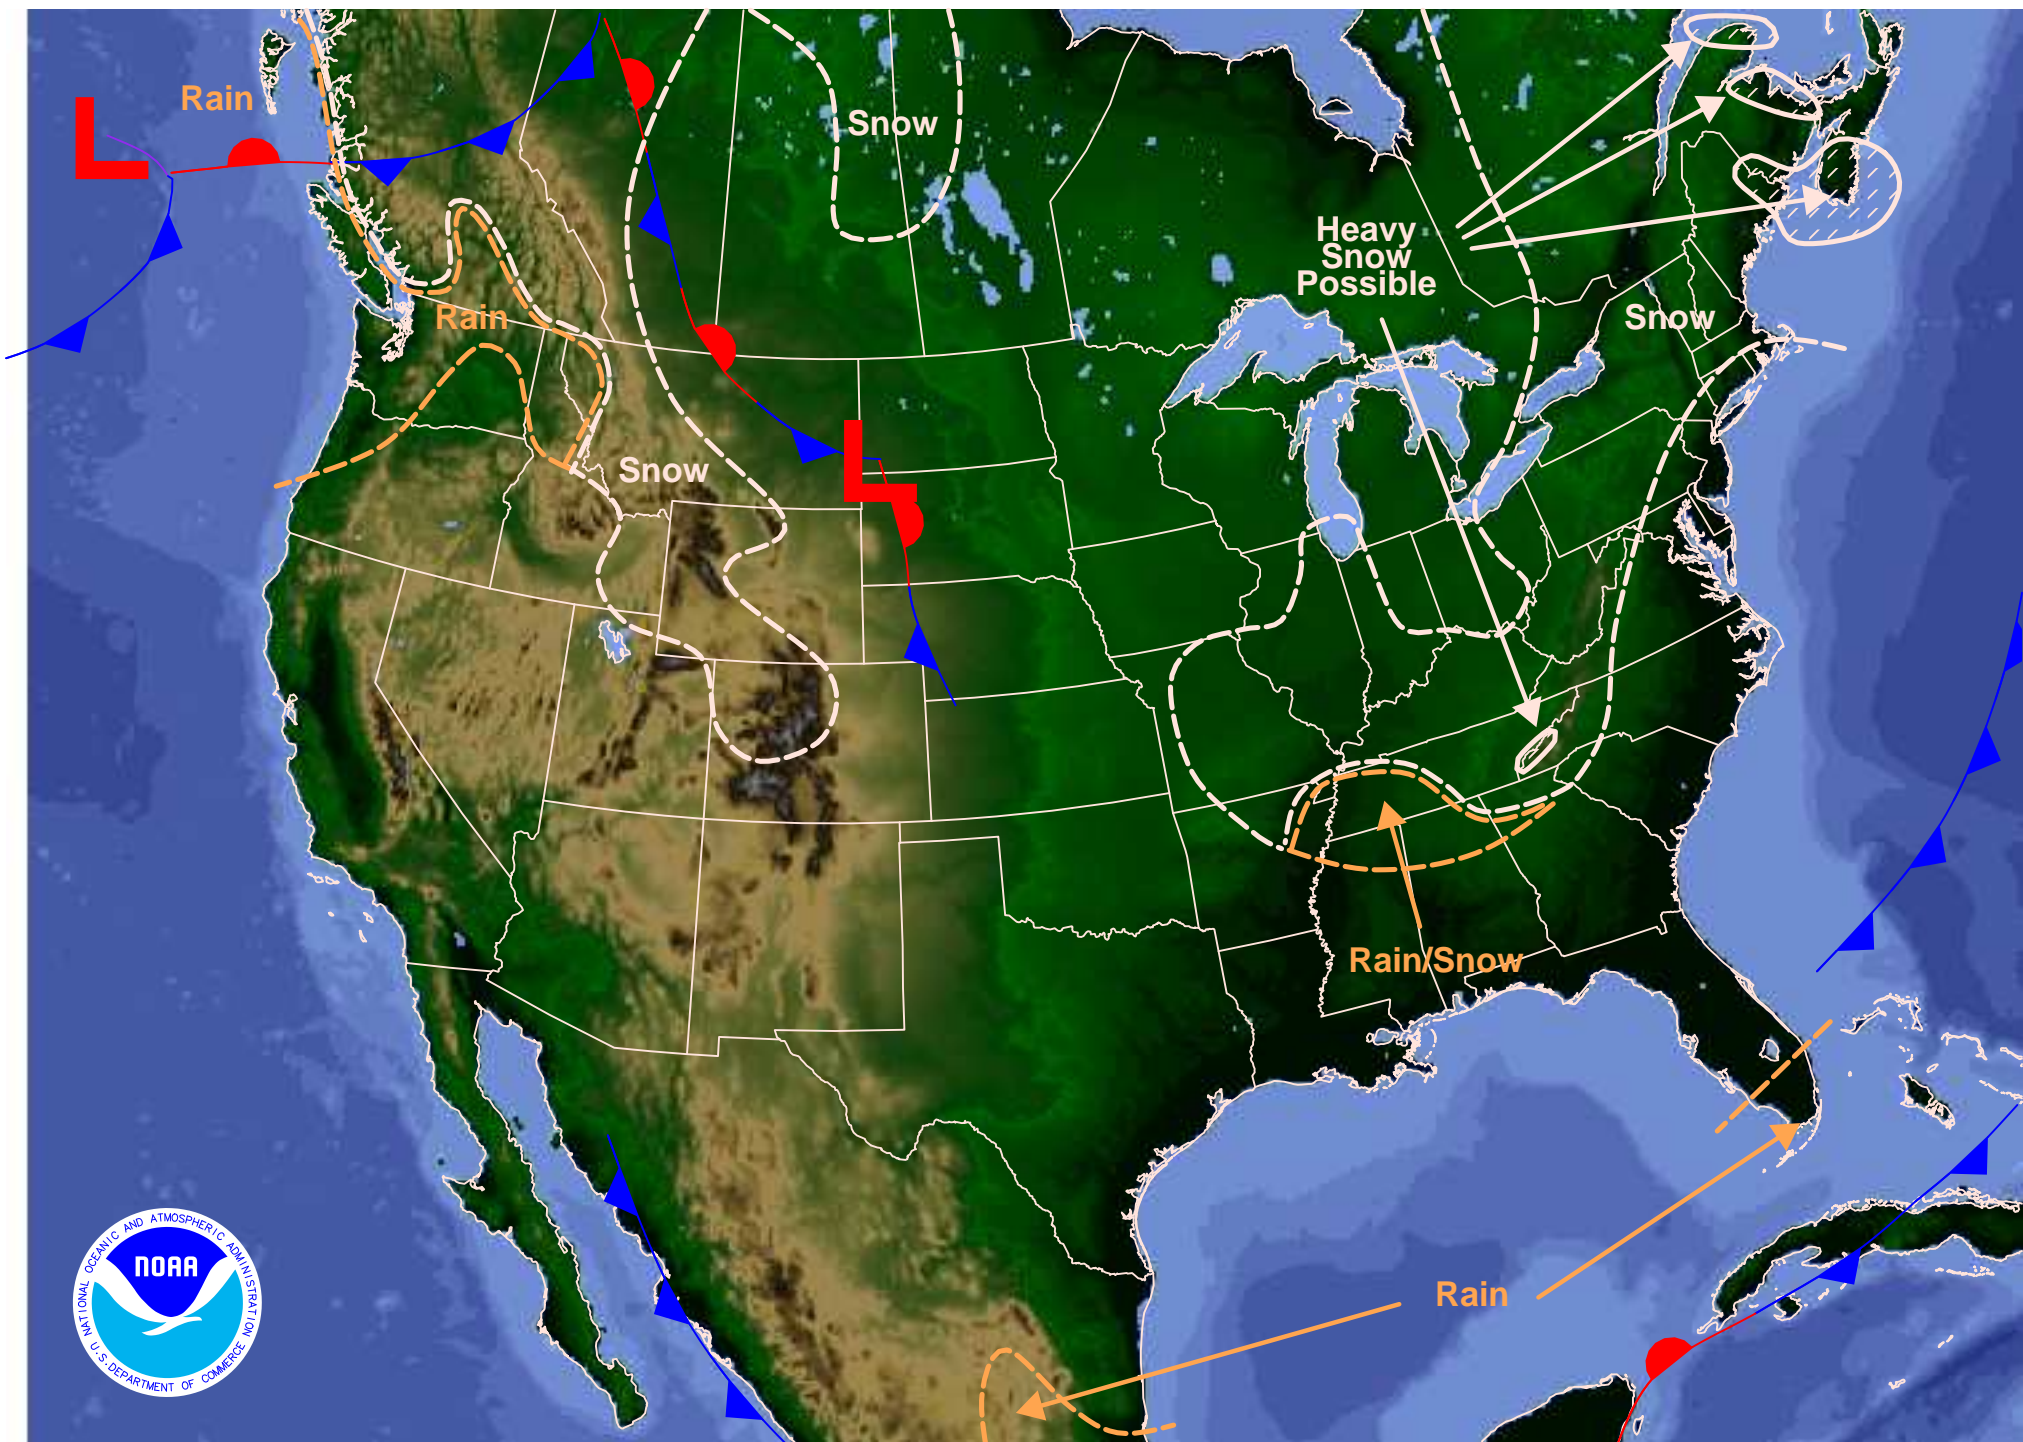 Rain
Snow
Heavy
Snow
Possible
Rain
Snow
Snow
Rain/Snow
Rain
L
L
NATIONAL OCEANIC AND ATMOSPHERIC ADMINISTRATION
NOAA
U.S. DEPARTMENT OF COMMERCE